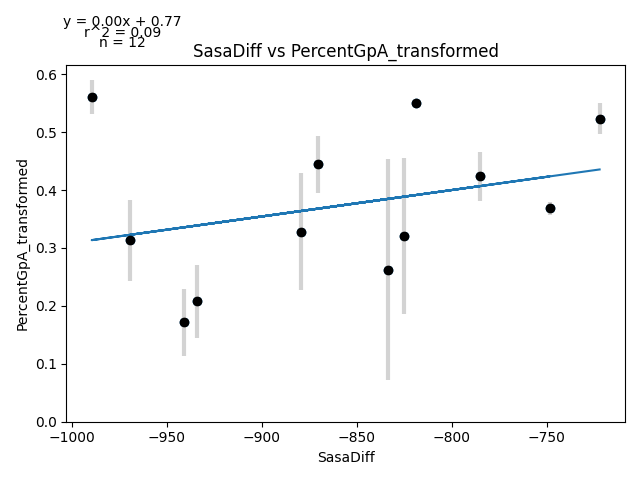 y = 0.00x + 0.77
r^2 = 0.09
n = 12
SasaDiff vs PercentGpA_transformed
0.6
0.5
0.4
0.3
0.2
0.1
0.0
PercentGpA_transformed
−1000
−950
−900
−850
−800
−750
SasaDiff